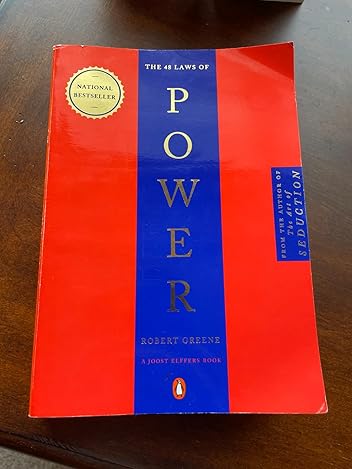 THE 48 LAWS OF
NATIONAL
BESTSELLER
P
O
W
E
R
FROM THE AUTHOR OF
The Art of
SEDUCTION
ROBERT GREENE
A JOOST ELFFERS BOOK